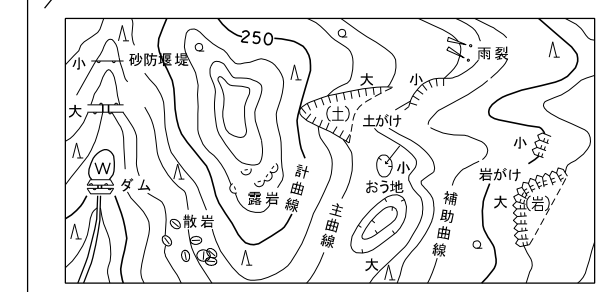 250
小
砂防堰堤
大
W
ダム
散岩
露岩
計曲線
主曲線
大
(土)
土がけ
小
雨裂
小
おう地
大
補助曲線
小
岩がけ
大
(岩)